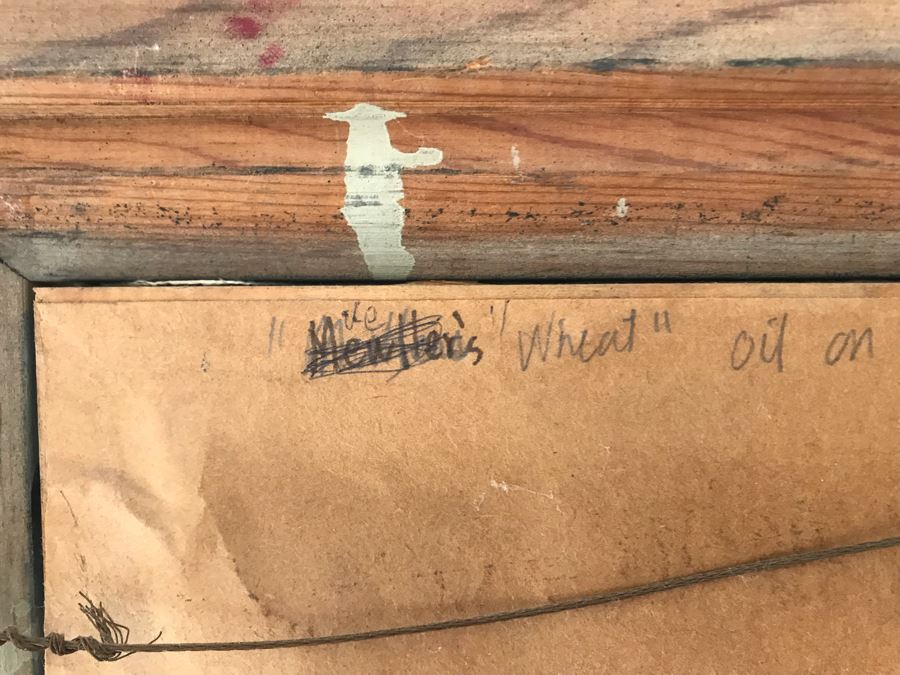 " " Wheat" oil on